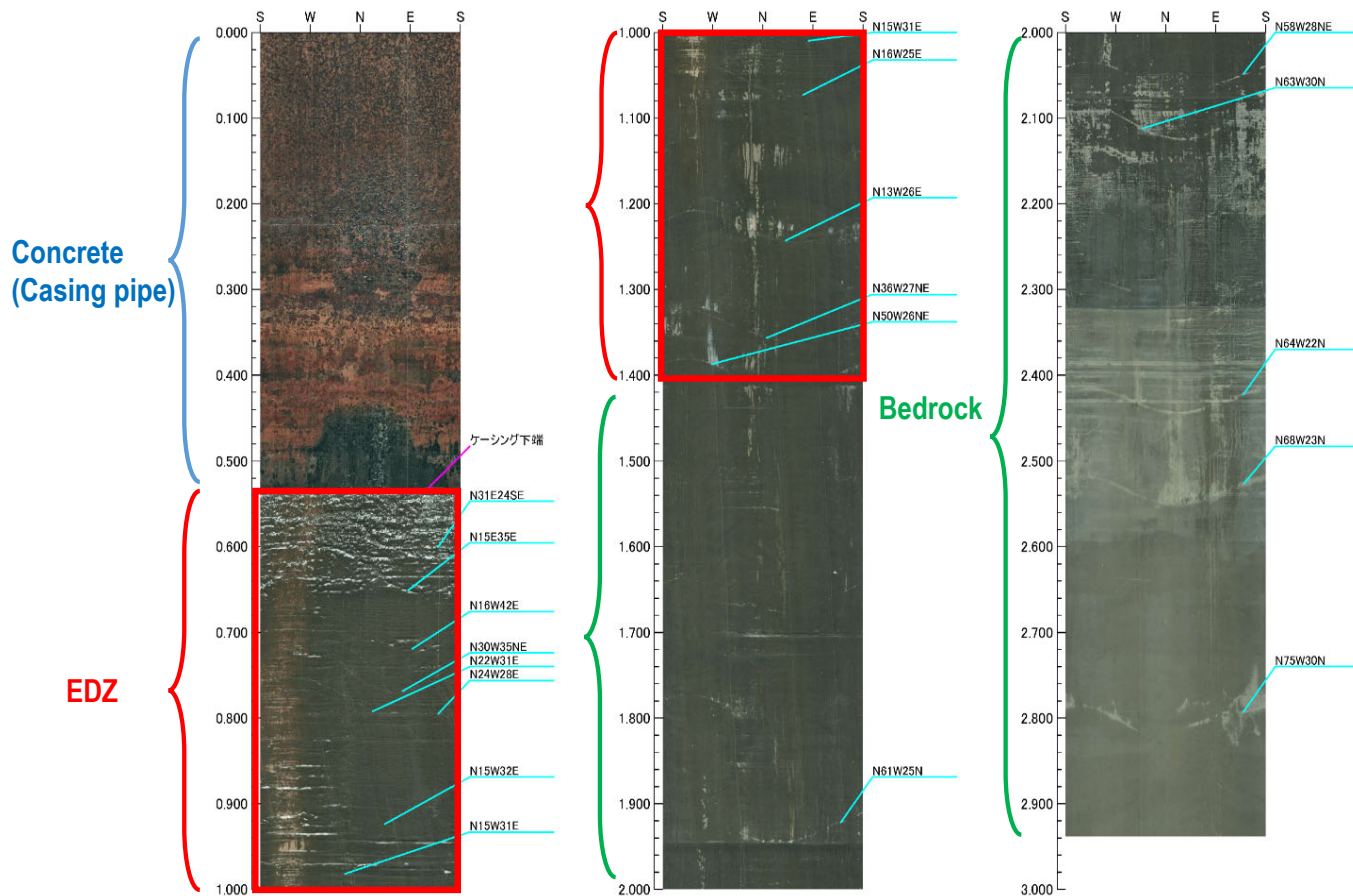 S W N E S
0.000
0.100
0.200
0.300
0.400
0.500
0.600
0.700
0.800
0.900
1.000
Concrete
(Casing pipe)
EDZ
ケーシング下端
N31E24SE
N15E35E
N16W42E
N30W35NE
N22W31E
N24W28E
N15W32E
N15W31E
S W N E S
1.000
1.100
1.200
1.300
1.400
1.500
1.600
1.700
1.800
1.900
2.000
N15W31E
N16W25E
N13W26E
N36W27NE
N50W26NE
N61W25N
Bedrock
S W N E S
2.000
2.100
2.200
2.300
2.400
2.500
2.600
2.700
2.800
2.900
3.000
N58W28NE
N63W30N
N64W22N
N68W23N
N75W30N